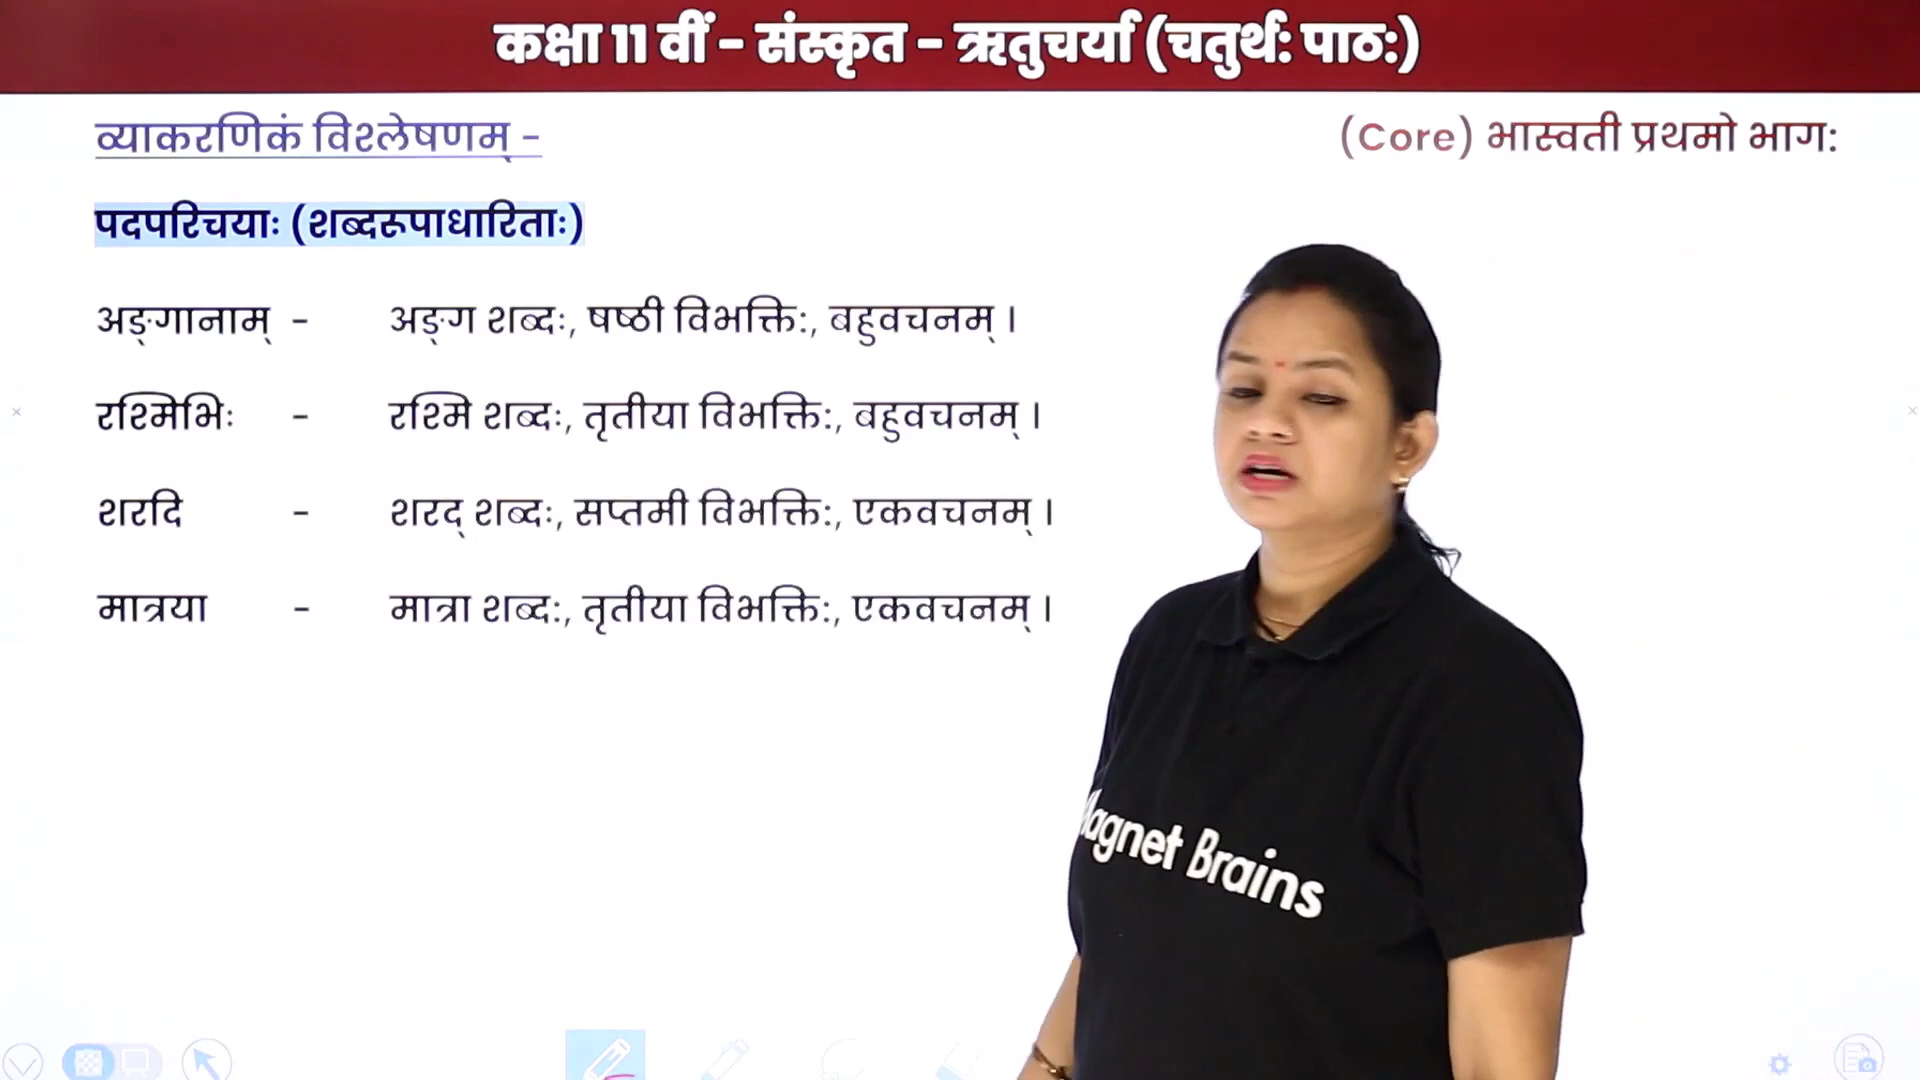 कक्षा 11 वीं - संस्कृत - ऋतुचर्या (चतुर्थ: पाठ:)
व्याकरणिकं विश्लेषणम् -
(Core) भास्वती प्रथमो भाग:
पदपरिचयाः (शब्दरूपाधारिताः)
अङ्गानाम् - अङ्ग शब्दः, षष्ठी विभक्ति:, बहुवचनम् ।
रश्मिभिः - रश्मि शब्दः, तृतीया विभक्ति:, बहुवचनम् ।
शरदि - शरद् शब्दः, सप्तमी विभक्ति:, एकवचनम् ।
मात्रया - मात्रा शब्द:, तृतीया विभक्ति:, एकवचनम् ।
Magnet Brains